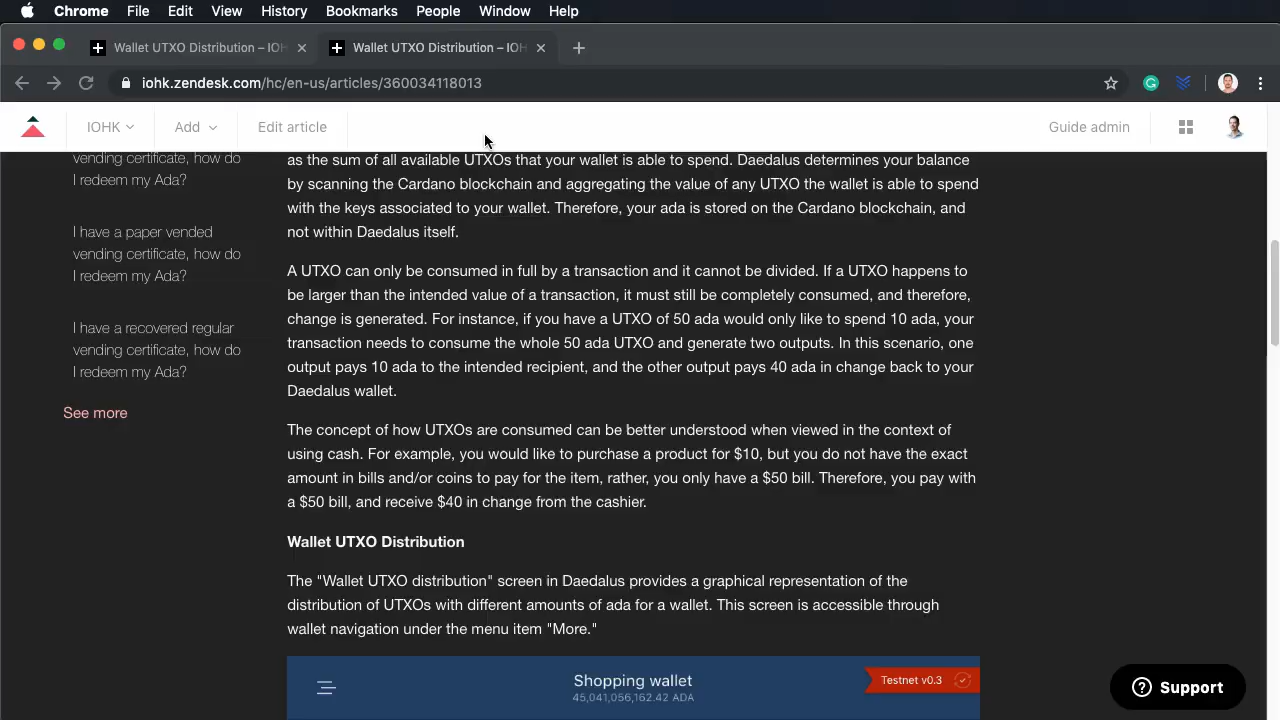 Chrome File Edit View History Bookmarks People Window Help
Wallet UTXO Distribution – IOH
Wallet UTXO Distribution – IOH
iohk.zendesk.com/hc/en-us/articles/360034118013
IOHK
Add
Edit article
Guide admin
vending certificate, how do
I redeem my Ada?
I have a paper vended
vending certificate, how do
I redeem my Ada?
I have a recovered regular
vending certificate, how do
I redeem my Ada?
See more
as the sum of all available UTXOs that your wallet is able to spend. Daedalus determines your balance
by scanning the Cardano blockchain and aggregating the value of any UTXO the wallet is able to spend
with the keys associated to your wallet. Therefore, your ada is stored on the Cardano blockchain, and
not within Daedalus itself.
A UTXO can only be consumed in full by a transaction and it cannot be divided. If a UTXO happens to
be larger than the intended value of a transaction, it must still be completely consumed, and therefore,
change is generated. For instance, if you have a UTXO of 50 ada would only like to spend 10 ada, your
transaction needs to consume the whole 50 ada UTXO and generate two outputs. In this scenario, one
output pays 10 ada to the intended recipient, and the other output pays 40 ada in change back to your
Daedalus wallet.
The concept of how UTXOs are consumed can be better understood when viewed in the context of
using cash. For example, you would like to purchase a product for $10, but you do not have the exact
amount in bills and/or coins to pay for the item, rather, you only have a $50 bill. Therefore, you pay with
a $50 bill, and receive $40 in change from the cashier.
Wallet UTXO Distribution
The "Wallet UTXO distribution" screen in Daedalus provides a graphical representation of the
distribution of UTXOs with different amounts of ada for a wallet. This screen is accessible through
wallet navigation under the menu item "More."
Shopping wallet
45,041,056,162.42 ADA
Testnet v0.3
Support